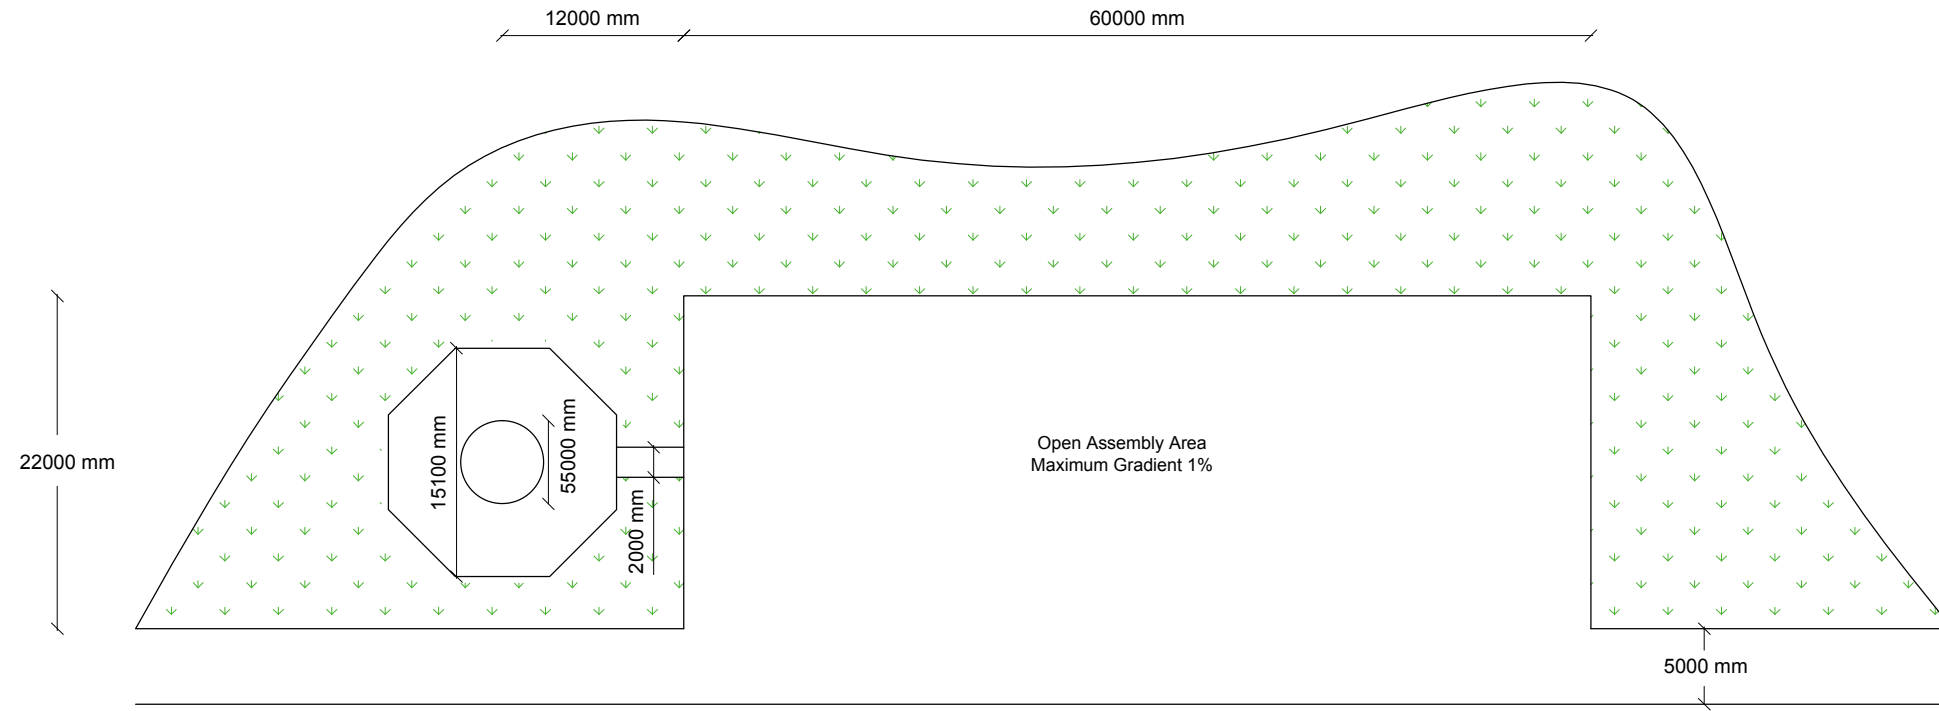 12000 mm
60000 mm
22000 mm
15100 mm
55000 mm
2000 mm
Open Assembly Area
Maximum Gradient 1%
5000 mm